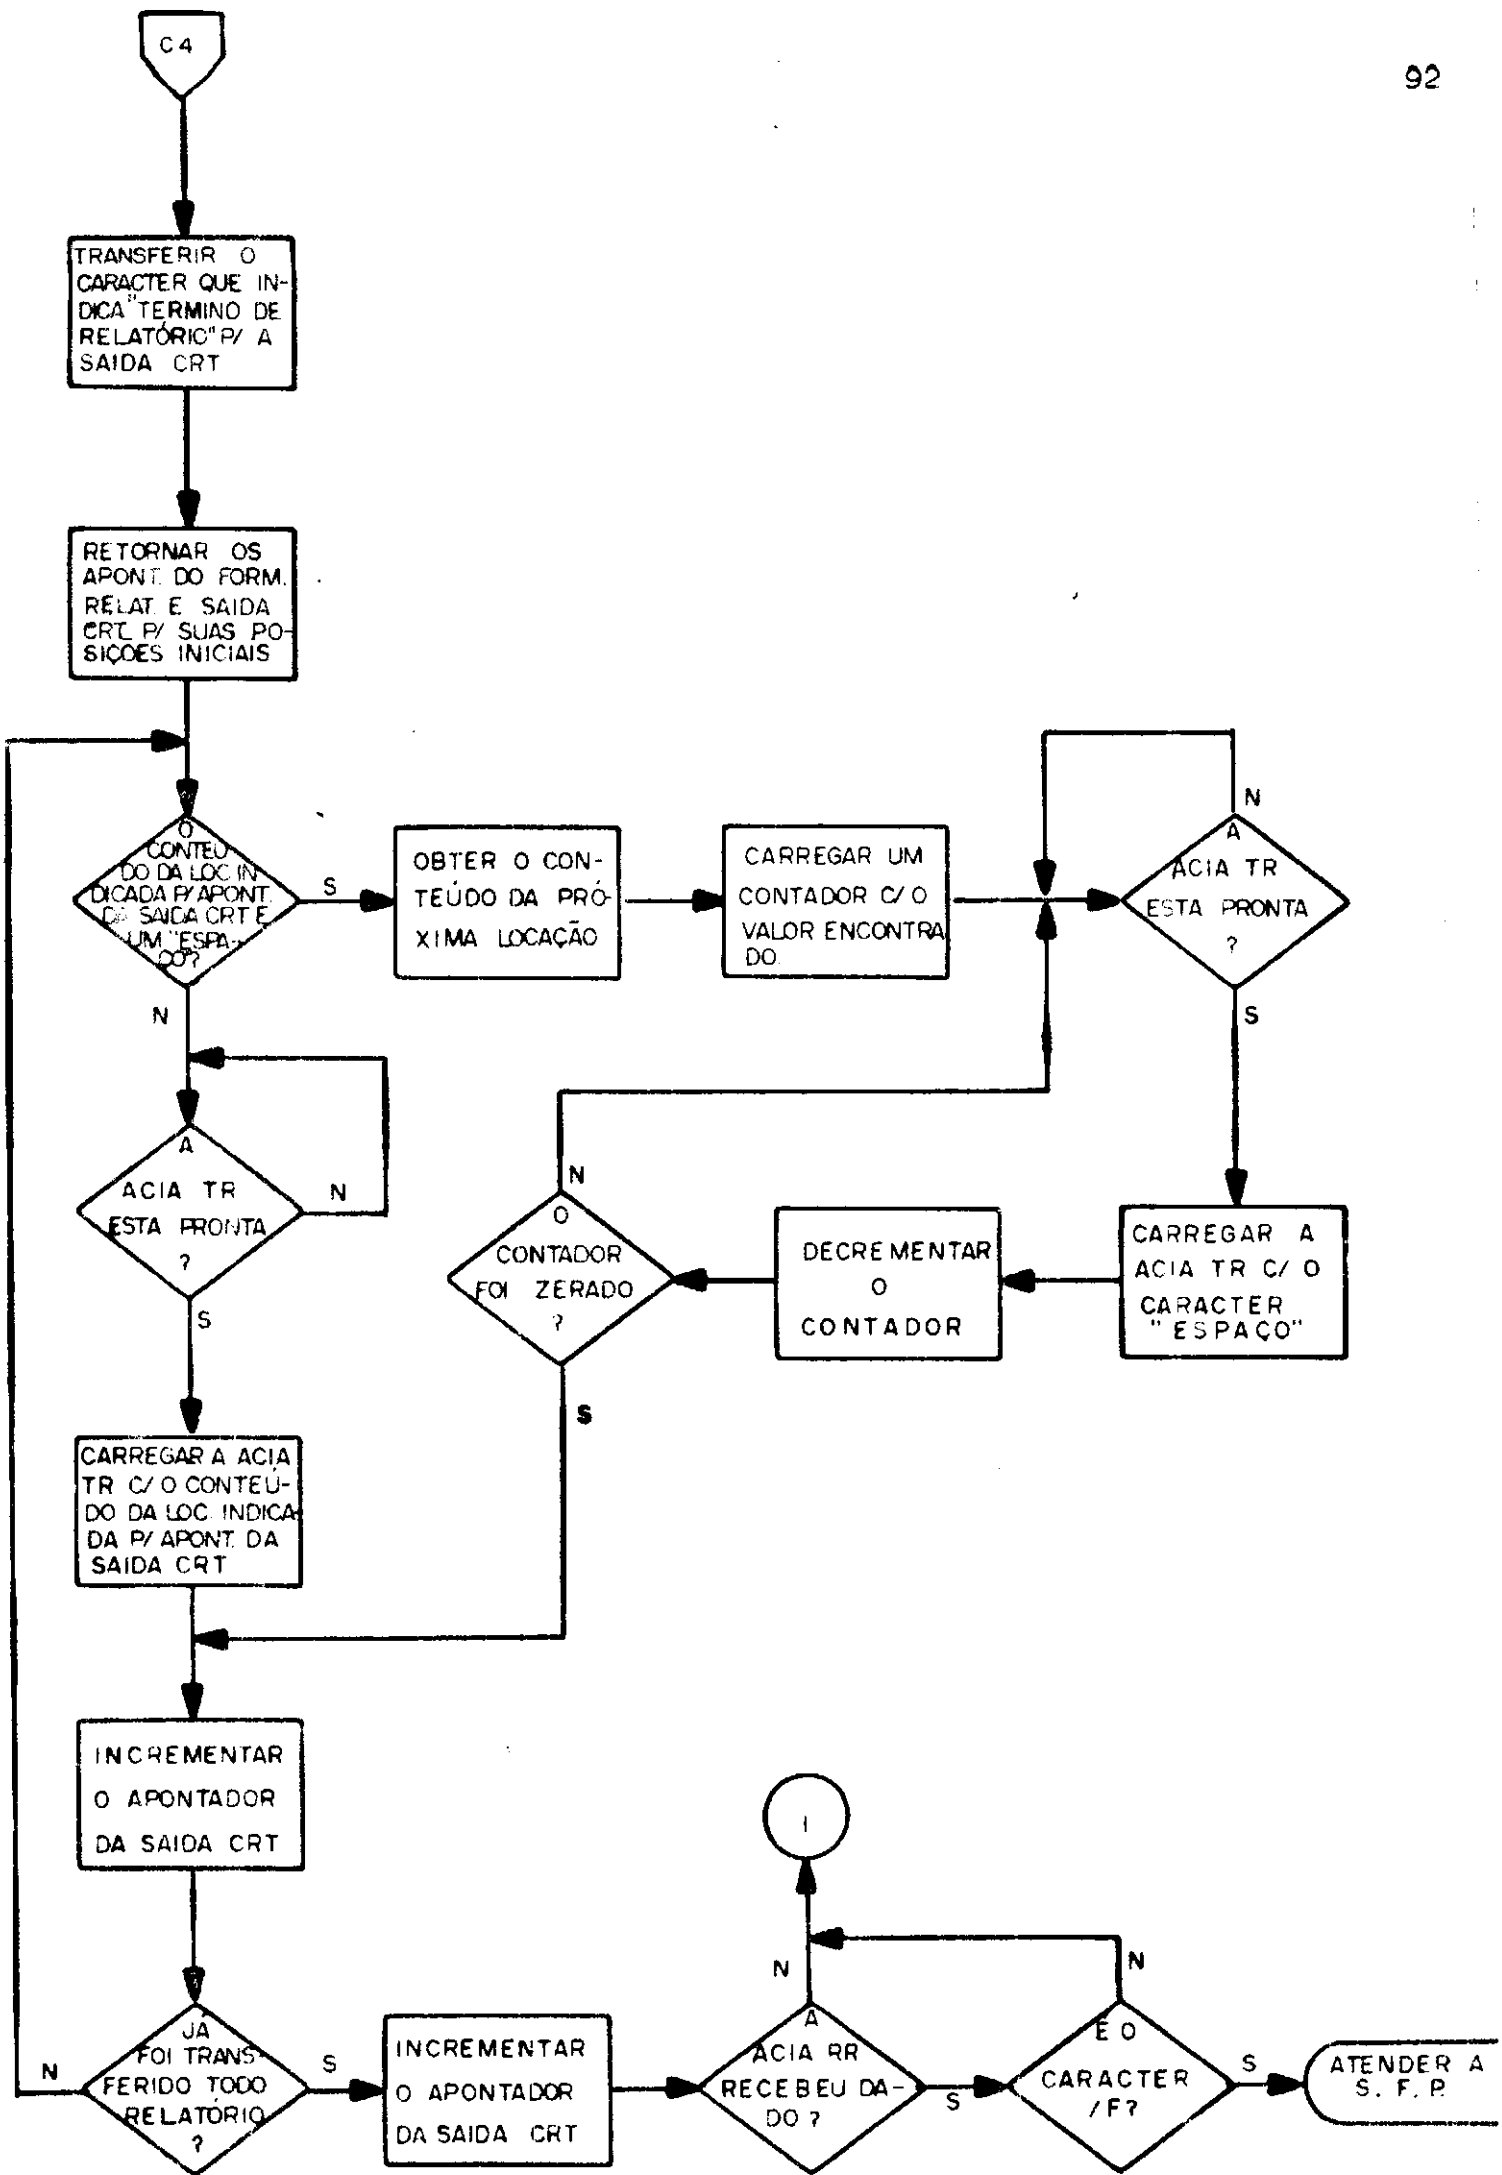 92
C4
TRANSFERIR O
CARACTER QUE IN-
DICA "TERMINO DE
RELATÓRIO" P/ A
SAIDA CRT
RETORNAR OS
APONT. DO FORM.
RELAT. E SAIDA
CRT. P/ SUAS PO-
SIÇOES INICIAIS
O
CONTEU
DO DA LOC IN
DICADA P/ APONT.
DA SAIDA CRT É
UM "ESPA-
ÇO"?
S
N
OBTER O CON-
TEÚDO DA PRÓ-
XIMA LOCAÇÃO
CARREGAR UM
CONTADOR C/ O
VALOR ENCONTRA
DO.
N
A
ACIA TR
ESTA PRONTA
?
S
A
ACIA TR
ESTA PRONTA
?
N
S
N
O
CONTADOR
FOI ZERADO
?
S
DECREMENTAR
O
CONTADOR
CARREGAR A
ACIA TR C/ O
CARACTER
"ESPAÇO"
CARREGAR A ACIA
TR C/ O CONTEÚ-
DO DA LOC. INDICA-
DA P/ APONT. DA
SAIDA CRT
INCREMENTAR
O APONTADOR
DA SAIDA CRT
I
N
JÁ
FOI TRANS-
FERIDO TODO
RELATÓRIO
?
S
INCREMENTAR
O APONTADOR
DA SAIDA CRT
N
A
ACIA RR
RECEBEU DA-
DO?
S
N
É O
CARACTER
/F?
S
ATENDER A
S. F. P.